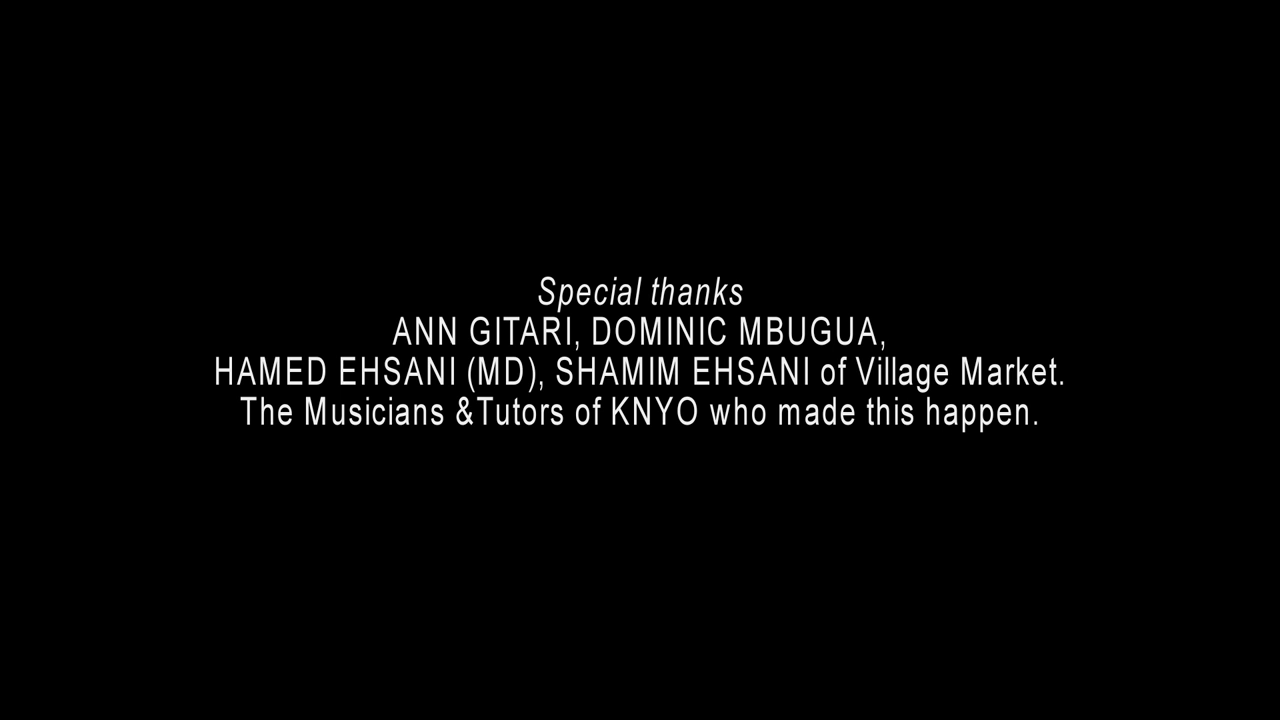 Special thanks
ANN GITARI, DOMINIC MBUGUA,
HAMED EHSANI (MD), SHAMIM EHSANI of Village Market.
The Musicians &Tutors of KNYO who made this happen.